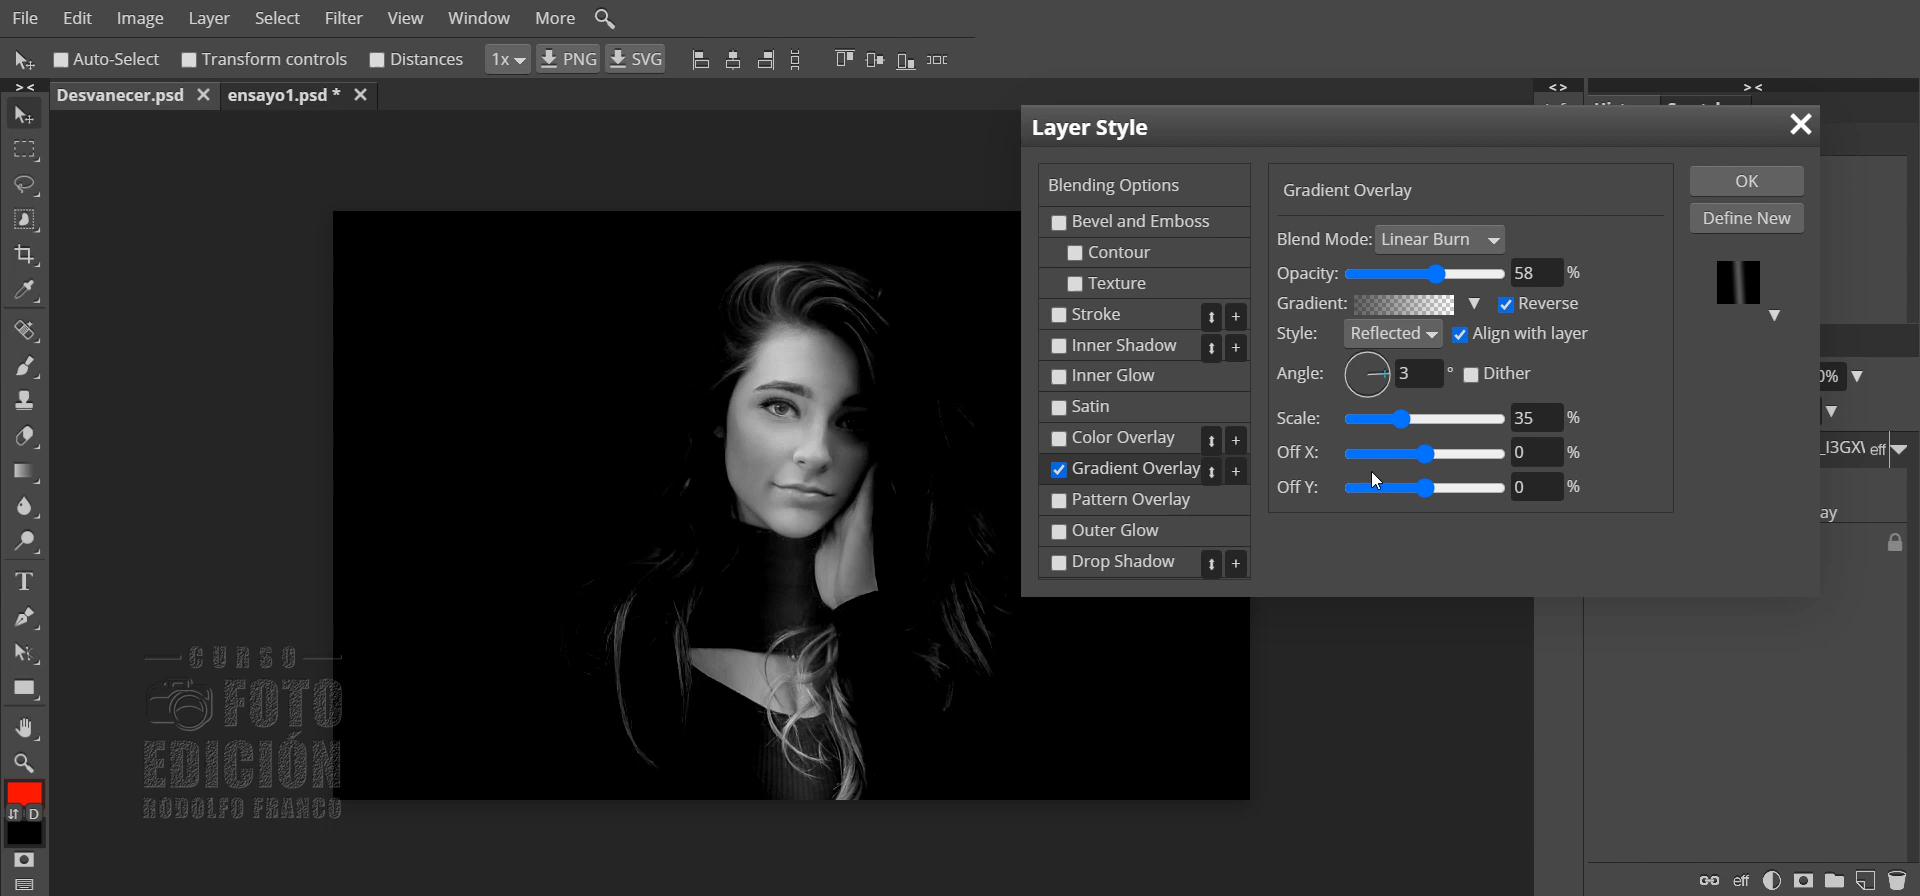 File Edit Image Layer Select Filter View Window More
Auto-Select Transform controls Distances 1x PNG SVG
Desvanecer.psd ensayo1.psd *
Layer Style
Blending Options
Bevel and Emboss
Contour
Texture
Stroke +
Inner Shadow +
Inner Glow
Satin
Color Overlay +
Gradient Overlay +
Pattern Overlay
Outer Glow
Drop Shadow +
Gradient Overlay
Blend Mode: Linear Burn
Opacity: 58 %
Gradient: Reverse
Style: Reflected Align with layer
Angle: 3 ° Dither
Scale: 35 %
Off X: 0 %
Off Y: 0 %
OK
Define New
0%
_I3GX\ eff
ay
T
D
CURSO
FOTO
EDICIÓN
RODOLFO FRANCO
eff